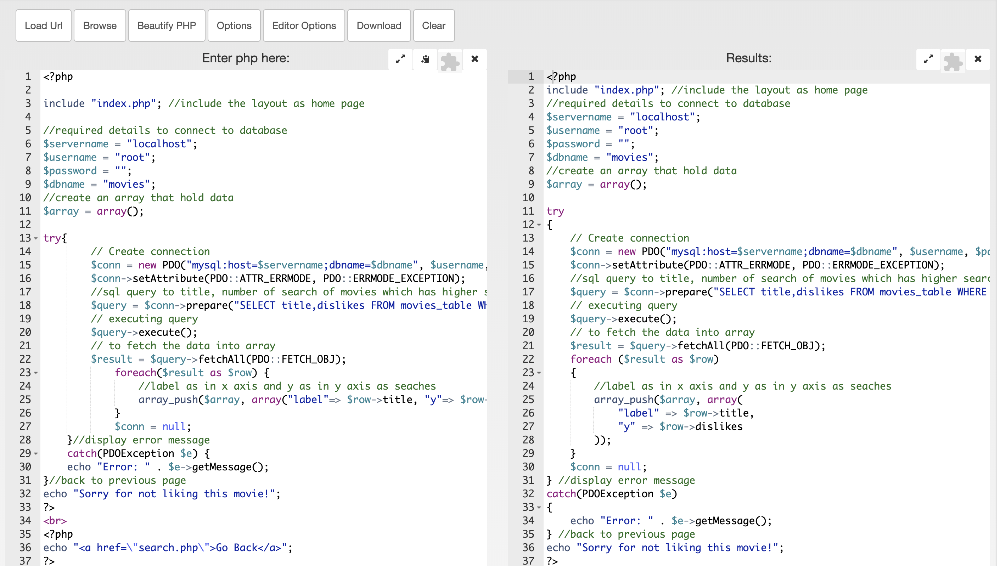 Load Url Browse Beautify PHP Options Editor Options Download Clear
Enter php here:
1 <?php
2
3 include "index.php"; //include the layout as home page
4
5 //required details to connect to database
6 $servername = "localhost";
7 $username = "root";
8 $password = "";
9 $dbname = "movies";
10 //create an array that hold data
11 $array = array();
12
13 try{
14 // Create connection
15 $conn = new PDO("mysql:host=$servername;dbname=$dbname", $username,
16 $conn->setAttribute(PDO::ATTR_ERRMODE, PDO::ERRMODE_EXCEPTION);
17 //sql query to title, number of search of movies which has higher s
18 $query = $conn->prepare("SELECT title,dislikes FROM movies_table WH
19 // executing query
20 $query->execute();
21 // to fetch the data into array
22 $result = $query->fetchAll(PDO::FETCH_OBJ);
23 foreach($result as $row) {
24 //label as in x axis and y as in y axis as seaches
25 array_push($array, array("label"=> $row->title, "y"=> $row-
26 }
27 $conn = null;
28 }//display error message
29 catch(PDOException $e) {
30 echo "Error: " . $e->getMessage();
31 }//back to previous page
32 echo "Sorry for not liking this movie!";
33 ?>
34 <br>
35 <?php
36 echo "<a href=\"search.php\">Go Back</a>";
37 ?>
Results:
1 <?php
2 include "index.php"; //include the layout as home page
3 //required details to connect to database
4 $servername = "localhost";
5 $username = "root";
6 $password = "";
7 $dbname = "movies";
8 //create an array that hold data
9 $array = array();
10
11 try
12 {
13 // Create connection
14 $conn = new PDO("mysql:host=$servername;dbname=$dbname", $username, $pa
15 $conn->setAttribute(PDO::ATTR_ERRMODE, PDO::ERRMODE_EXCEPTION);
16 //sql query to title, number of search of movies which has higher searc
17 $query = $conn->prepare("SELECT title,dislikes FROM movies_table WHERE
18 // executing query
19 $query->execute();
20 // to fetch the data into array
21 $result = $query->fetchAll(PDO::FETCH_OBJ);
22 foreach ($result as $row)
23 {
24 //label as in x axis and y as in y axis as seaches
25 array_push($array, array(
26 "label" => $row->title,
27 "y" => $row->dislikes
28 ));
29 }
30 $conn = null;
31 } //display error message
32 catch(PDOException $e)
33 {
34 echo "Error: " . $e->getMessage();
35 } //back to previous page
36 echo "Sorry for not liking this movie!";
37 ?>